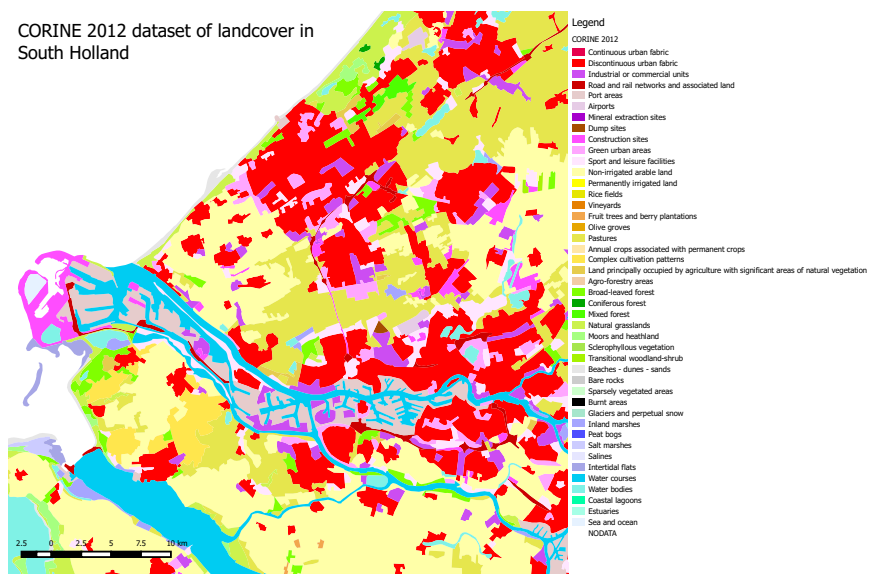 CORINE 2012 dataset of landcover in
South Holland
Legend
CORINE 2012
Continuous urban fabric
Discontinuous urban fabric
Industrial or commercial units
Road and rail networks and associated land
Port areas
Airports
Mineral extraction sites
Dump sites
Construction sites
Green urban areas
Sport and leisure facilities
Non-irrigated arable land
Permanently irrigated land
Rice fields
Vineyards
Fruit trees and berry plantations
Olive groves
Pastures
Annual crops associated with permanent crops
Complex cultivation patterns
Land principally occupied by agriculture with significant areas of natural vegetation
Agro-forestry areas
Broad-leaved forest
Coniferous forest
Mixed forest
Natural grasslands
Moors and heathland
Sclerophyllous vegetation
Transitional woodland-shrub
Beaches - dunes - sands
Bare rocks
Sparsely vegetated areas
Burnt areas
Glaciers and perpetual snow
Inland marshes
Peat bogs
Salt marshes
Salines
Intertidal flats
Water courses
Water bodies
Coastal lagoons
Estuaries
Sea and ocean
NODATA
2.5 0 2.5 5 7.5 10 km